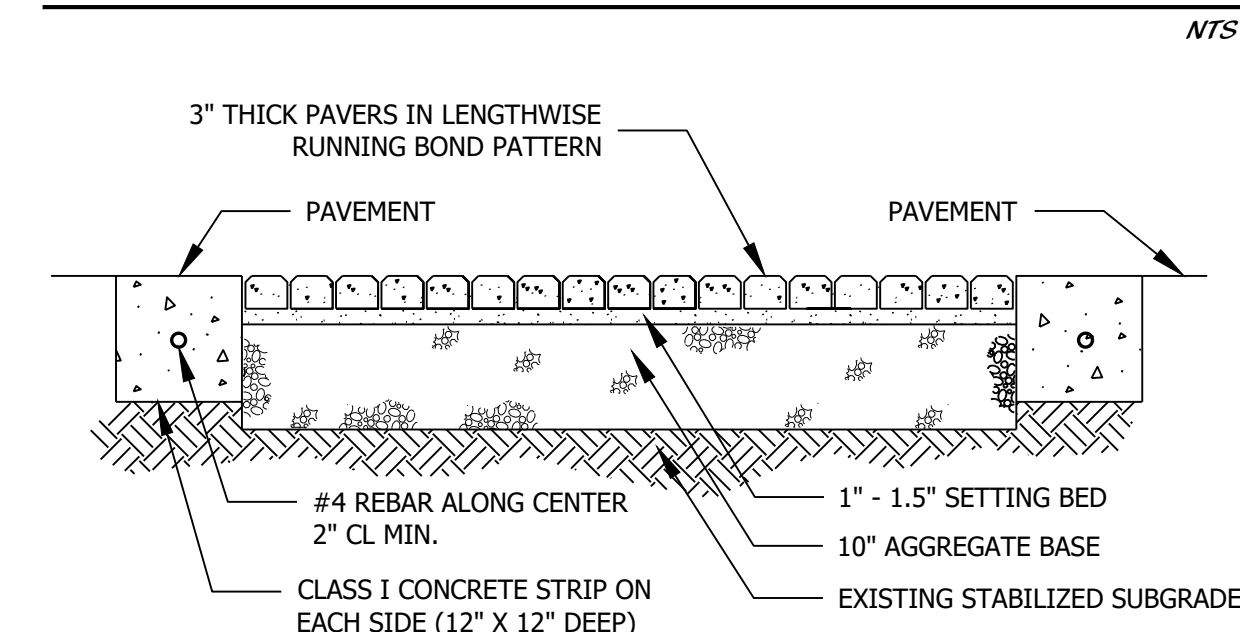 NTS
3" THICK PAVERS IN LENGTHWISE
RUNNING BOND PATTERN
PAVEMENT
PAVEMENT
#4 REBAR ALONG CENTER
2" CL MIN.
1" - 1.5" SETTING BED
10" AGGREGATE BASE
CLASS I CONCRETE STRIP ON
EACH SIDE (12" X 12" DEEP)
EXISTING STABILIZED SUBGRADE